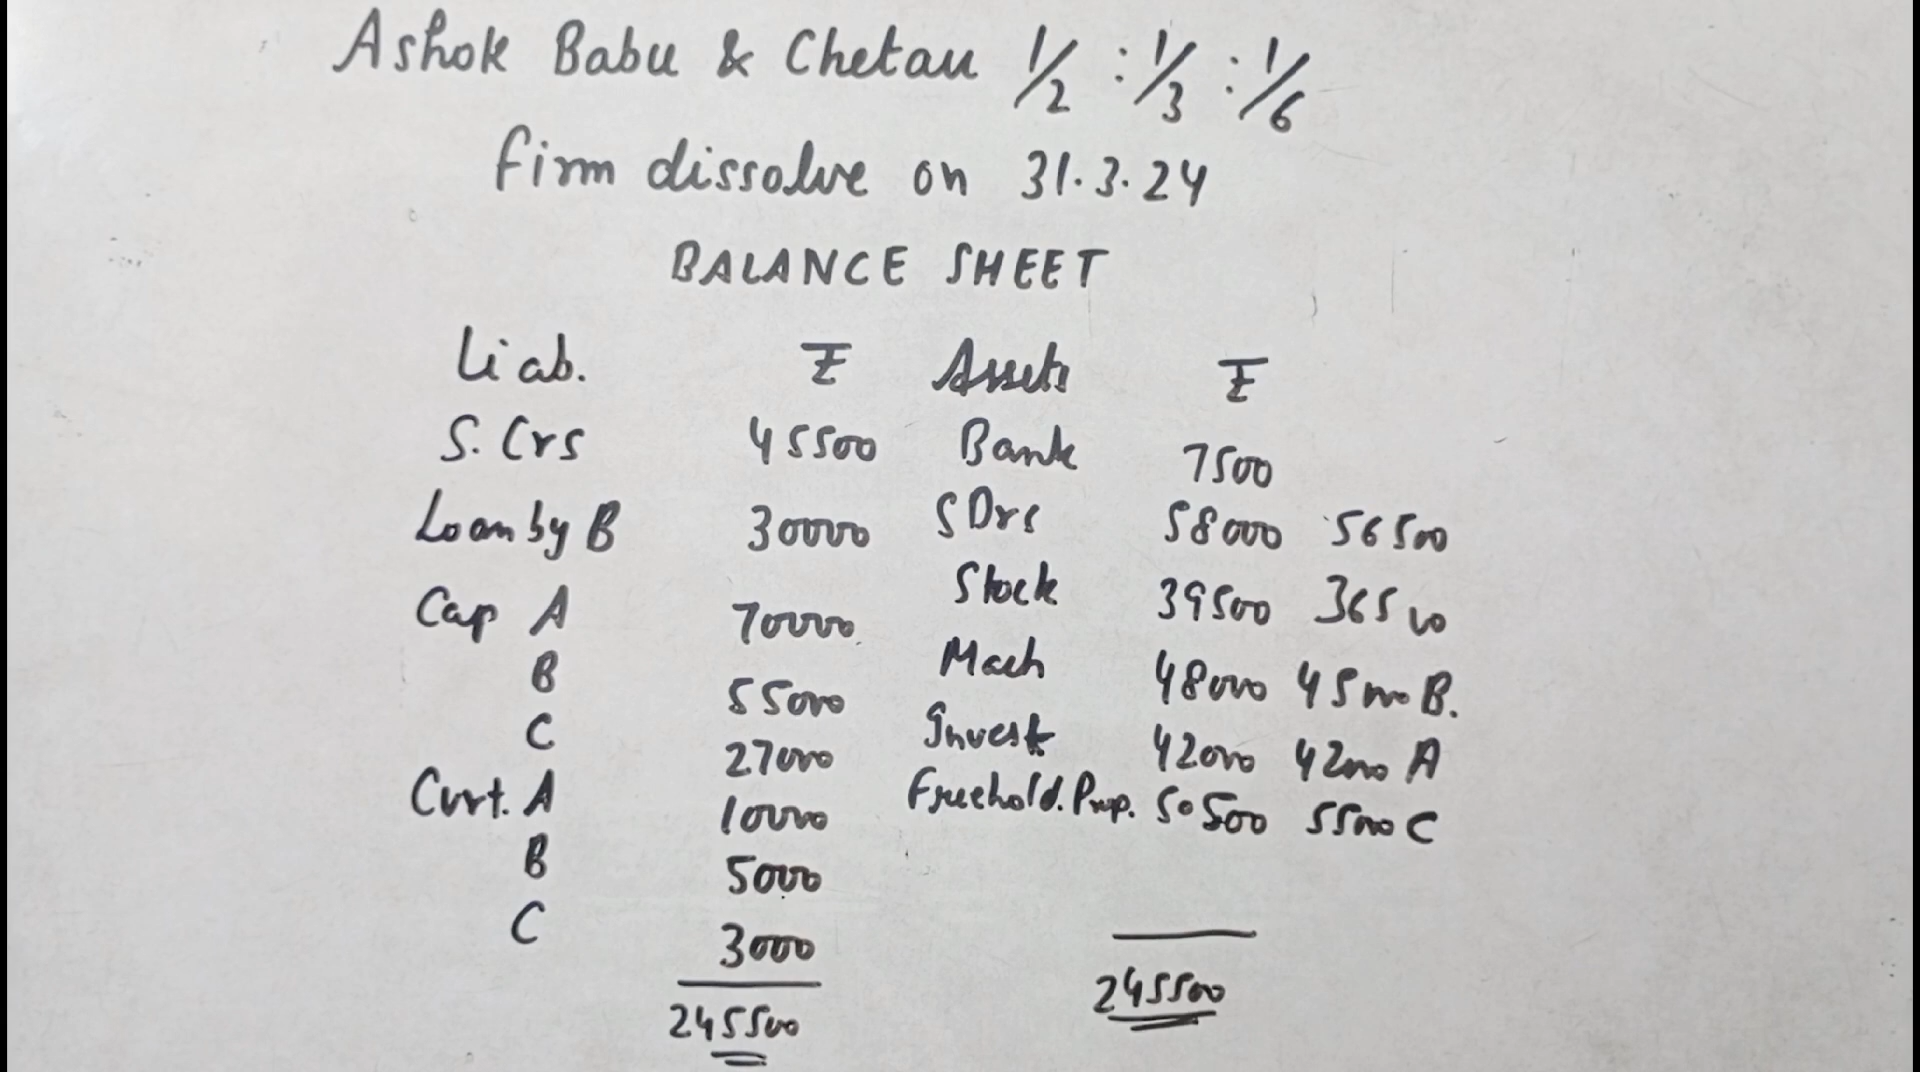 Ashok Babu & Chetan 1/2 : 1/3 : 1/6
firm dissolve on 31.3.24
BALANCE SHEET
Liab. ₹ Assets ₹
S. Crs 45500 Bank 7500
Loan by B 30000 S Drs 58000 56500
Cap A 70000 Stock 39500 36500
B 55000 Mach 48000 45000 B.
C 27000 Invest 42000 42000 A
Curt. A 10000 Freehold. Prop. 50500 55000 C
B 5000
C 3000
245500 245500